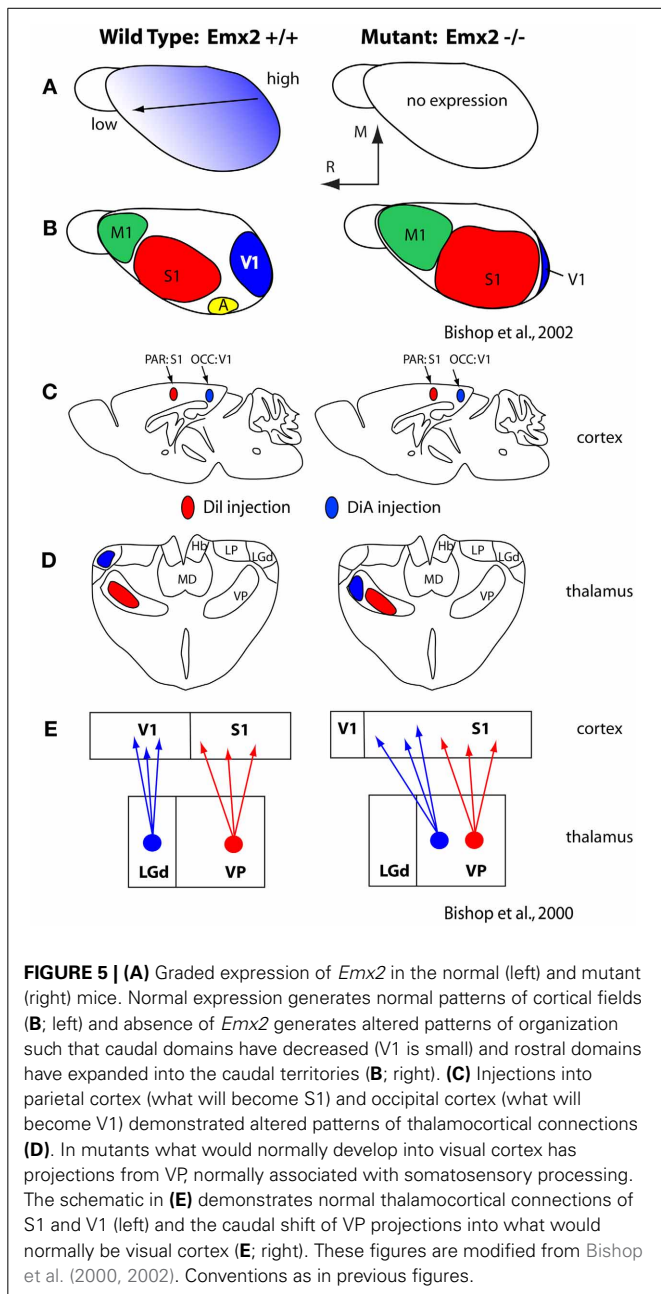 Wild Type: Emx2 +/+ Mutant: Emx2 -/-
A
high
low
no expression
M
R
B
M1
S1
V1
A
M1
S1
V1
Bishop et al., 2002
PAR:S1 OCC:V1 PAR:S1 OCC:V1
C
cortex
DiI injection DiA injection
D
Hb LP LGd
MD
VP
Hb LP LGd
MD
VP
thalamus
E
V1 S1
V1 S1
cortex
LGd VP
LGd VP
thalamus
Bishop et al., 2000
FIGURE 5 | (A) Graded expression of Emx2 in the normal (left) and mutant
(right) mice. Normal expression generates normal patterns of cortical fields
(B; left) and absence of Emx2 generates altered patterns of organization
such that caudal domains have decreased (V1 is small) and rostral domains
have expanded into the caudal territories (B; right). (C) Injections into
parietal cortex (what will become S1) and occipital cortex (what will
become V1) demonstrated altered patterns of thalamocortical connections
(D). In mutants what would normally develop into visual cortex has
projections from VP, normally associated with somatosensory processing.
The schematic in (E) demonstrates normal thalamocortical connections of
S1 and V1 (left) and the caudal shift of VP projections into what would
normally be visual cortex (E; right). These figures are modified from Bishop
et al. (2000, 2002). Conventions as in previous figures.